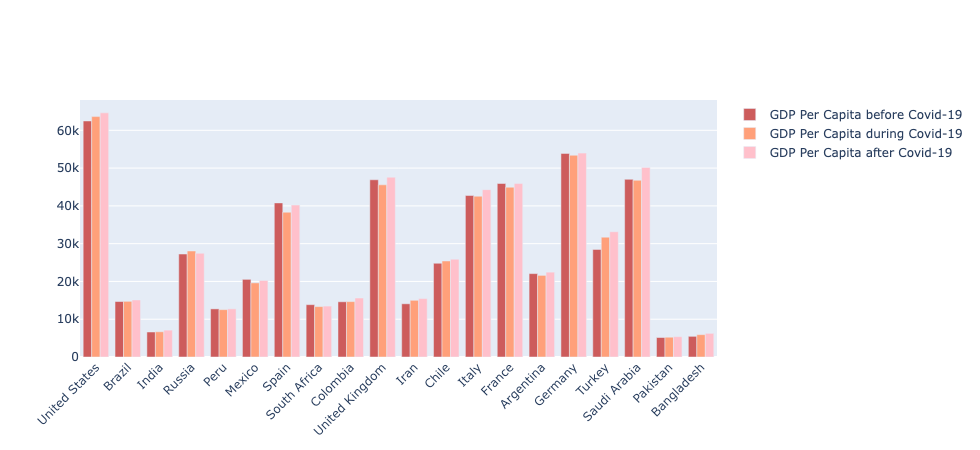 GDP Per Capita before Covid-19
GDP Per Capita during Covid-19
GDP Per Capita after Covid-19
60k
50k
40k
30k
20k
10k
0
United States
Brazil
India
Russia
Peru
Mexico
Spain
South Africa
Colombia
United Kingdom
Iran
Chile
Italy
France
Argentina
Germany
Turkey
Saudi Arabia
Pakistan
Bangladesh